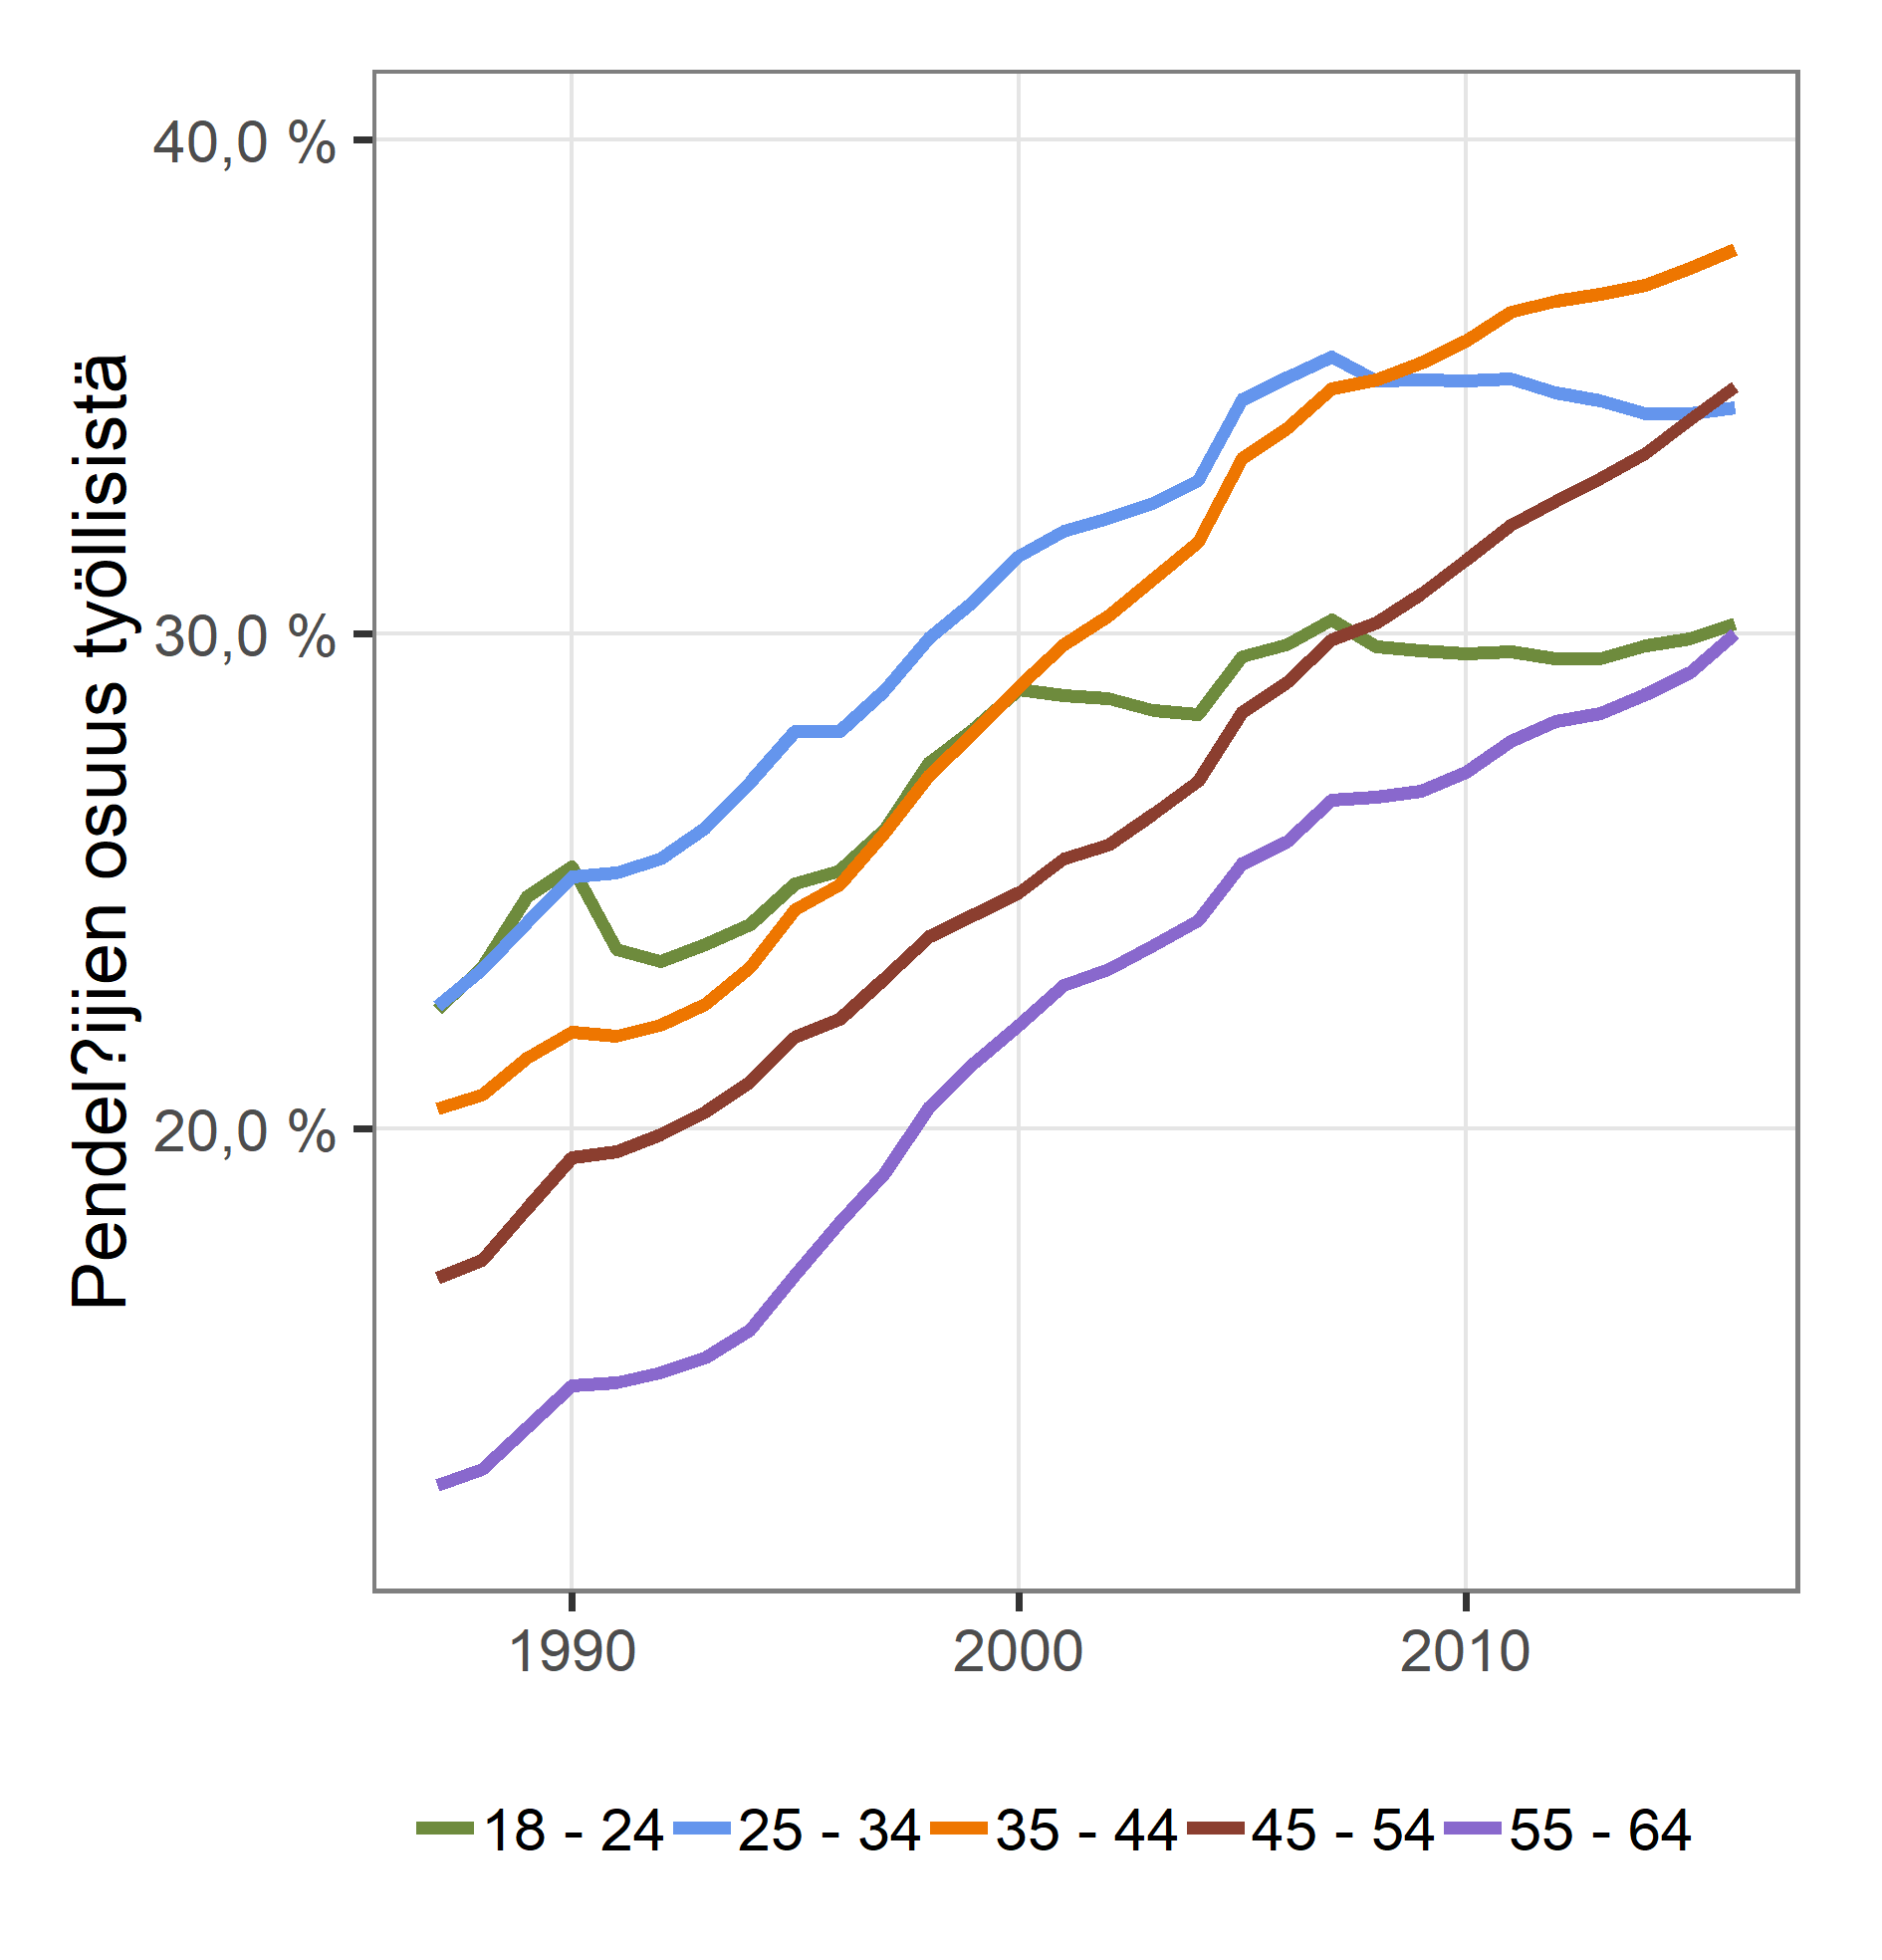 Pendel?ijien osuus työllisistä
40,0 %
30,0 %
20,0 %
1990 2000 2010
18 - 24 25 - 34 35 - 44 45 - 54 55 - 64